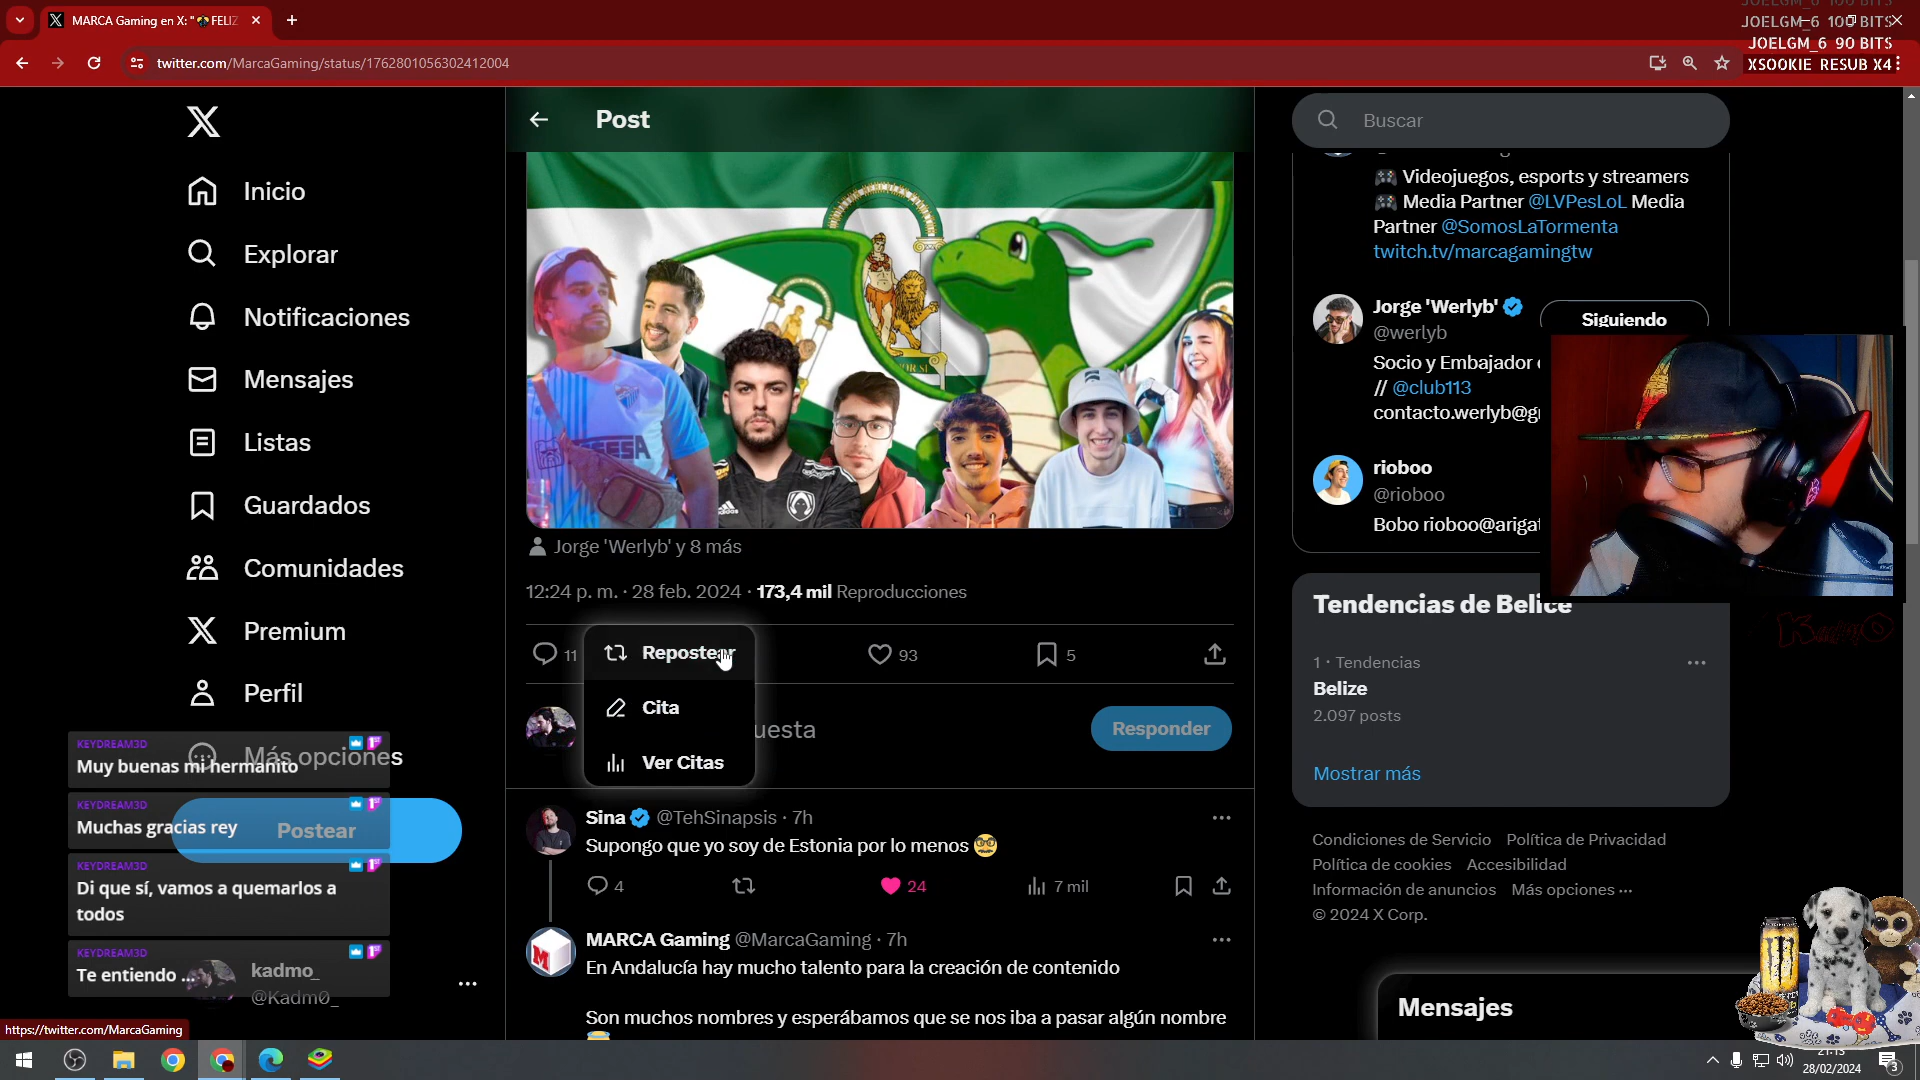 MARCA Gaming en X: "
FELIZ
JOELGM_6 100 BITS
JOELGM_6 100 BITS
JOELGM_6 90 BITS
XSOOKIE_RESUB X4
twitter.com/MarcaGaming/status/1762801056302412004
Inicio
Explorar
Notificaciones
Mensajes
Listas
Guardados
Comunidades
Premium
Perfil
Más opciones
Postear
kadmo_
@Kadm0_
KEYDREAM3D
Muy buenas mi hermanito
KEYDREAM3D
Muchas gracias rey
KEYDREAM3D
Di que sí, vamos a quemarlos a
todos
KEYDREAM3D
Te entiendo ...
https://twitter.com/MarcaGaming
Post
Jorge 'Werlyb' y 8 más
12:24 p. m. · 28 feb. 2024 · 173,4 mil Reproducciones
11
93
5
Repostear
Cita
Ver Citas
uesta
Responder
Sina @TehSinapsis · 7h
Supongo que yo soy de Estonia por lo menos
4
24
7 mil
MARCA Gaming @MarcaGaming · 7h
En Andalucía hay mucho talento para la creación de contenido
Son muchos nombres y esperábamos que se nos iba a pasar algún nombre
Buscar
Videojuegos, esports y streamers
Media Partner @LVPesLoL Media
Partner @SomosLaTormenta
twitch.tv/marcagamingtw
Jorge 'Werlyb'
@werlyb
Siguiendo
Socio y Embajador
// @club113
contacto.werlyb@g
rioboo
@rioboo
Bobo rioboo@ariga
Tendencias de Belice
1 · Tendencias
Belize
2.097 posts
Mostrar más
Condiciones de Servicio Política de Privacidad
Política de cookies Accesibilidad
Información de anuncios Más opciones ···
© 2024 X Corp.
Mensajes
21:13
28/02/2024
3